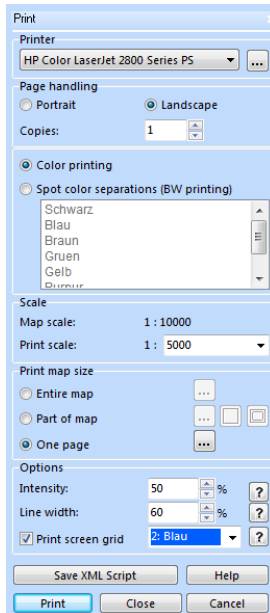 Print
Printer
HP Color LaserJet 2800 Series PS ...
Page handling
Portrait Landscape
Copies: 1
Color printing
Spot color separations (BW printing)
Schwarz
Blau
Braun
Gruen
Gelb
Purpur
Scale
Map scale: 1 : 10000
Print scale: 1 : 5000
Print map size
Entire map ...
Part of map ...
One page ...
Options
Intensity: 50 % ?
Line width: 60 % ?
Print screen grid 2: Blau ?
Save XML Script Help
Print Close Cancel